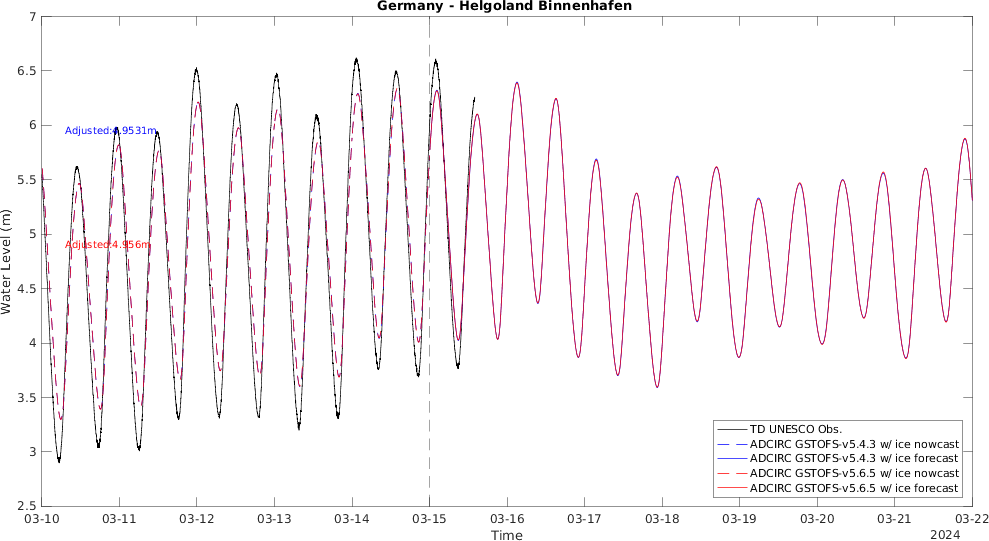 Germany - Helgoland Binnenhafen
Water Level (m)
7
6.5
6
5.5
5
4.5
4
3.5
3
2.5
Adjusted:4.9531m
Adjusted:4.956m
TD UNESCO Obs.
ADCIRC GSTOFS-v5.4.3 w/ ice nowcast
ADCIRC GSTOFS-v5.4.3 w/ ice forecast
ADCIRC GSTOFS-v5.6.5 w/ ice nowcast
ADCIRC GSTOFS-v5.6.5 w/ ice forecast
03-10 03-11 03-12 03-13 03-14 03-15 03-16 03-17 03-18 03-19 03-20 03-21 03-22
Time
2024